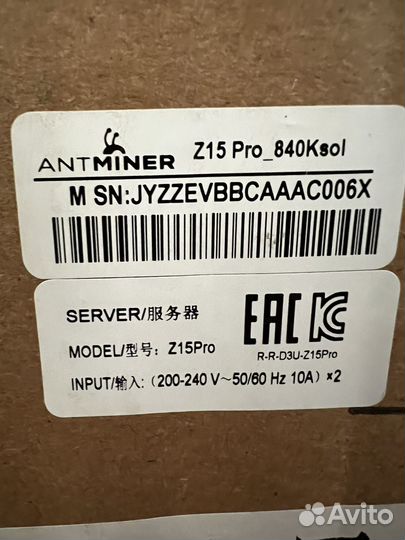 ANTMINER Z15 Pro_840Ksol
M SN:JYZZEVBBCAAAC006X
SERVER/服务器
EAC KC
MODEL/型号: Z15Pro
R-R-D3U-Z15Pro
INPUT/输入: (200-240 V~50/60 Hz 10A) ×2
Avito